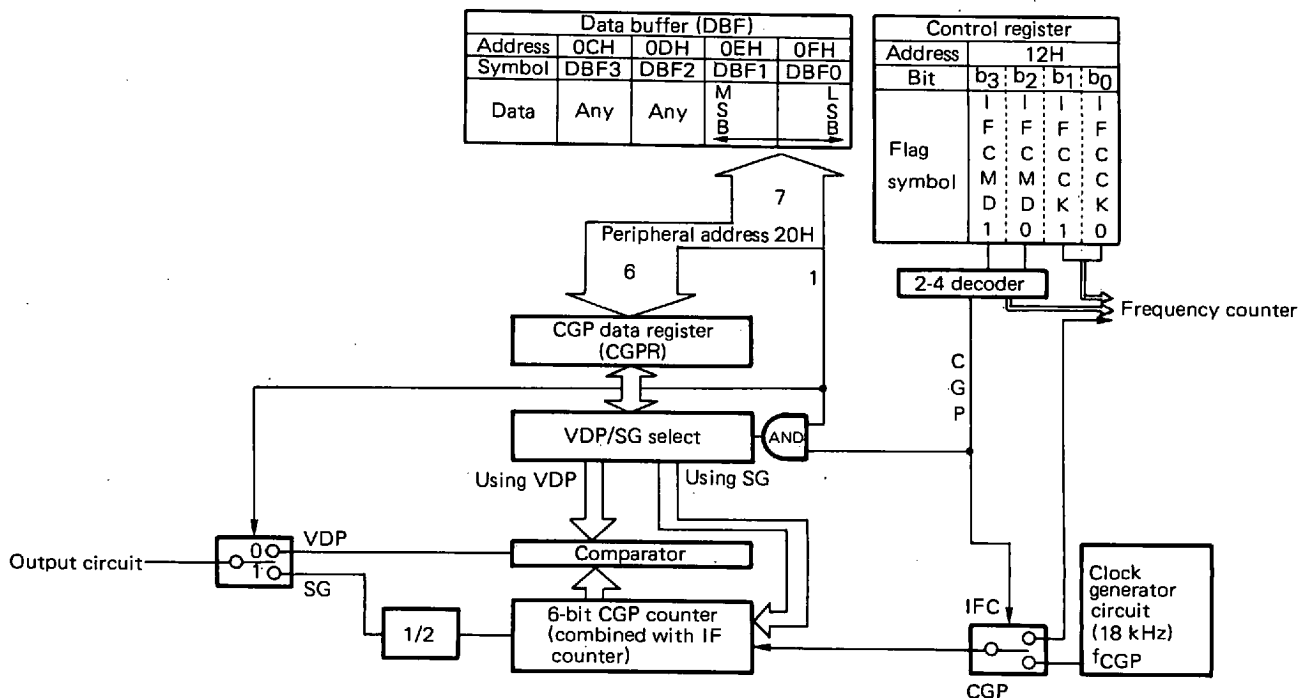 Data buffer (DBF)
Address 0CH 0DH 0EH 0FH
Symbol DBF3 DBF2 DBF1 DBF0
Data Any Any MSB LSB
Control register
Address 12H
Bit b3 b2 b1 b0
Flag symbol IFCMD1 IFCMD0 IFCCK1 IFCCK0
7
Peripheral address 20H
6
1
2-4 decoder
Frequency counter
CGP data register
(CGPR)
CGP
VDP/SG select
AND
Using VDP
Using SG
Output circuit
0
VDP
1
SG
Comparator
1/2
6-bit CGP counter
(combined with IF
counter)
IFC
CGP
Clock
generator
circuit
(18 kHz)
fCGP